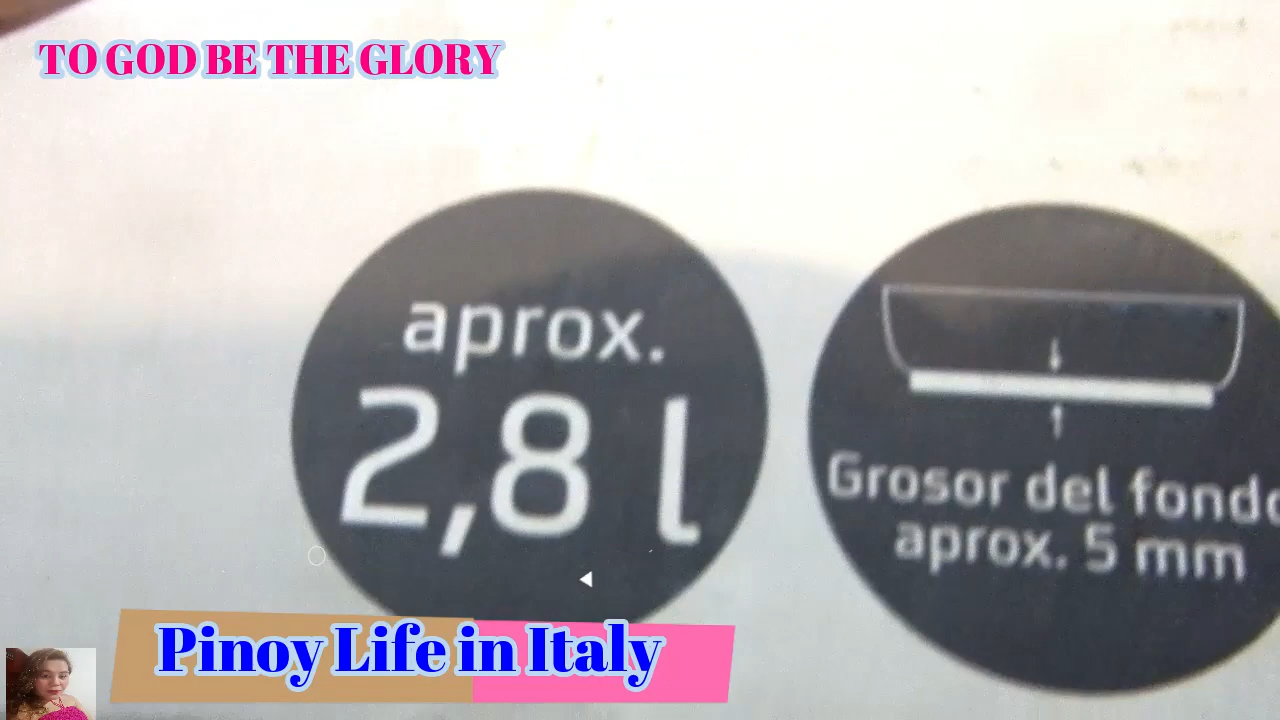 TO GOD BE THE GLORY
aprox.
2,8 l
Grosor del fondo
aprox. 5 mm
Pinoy Life in Italy